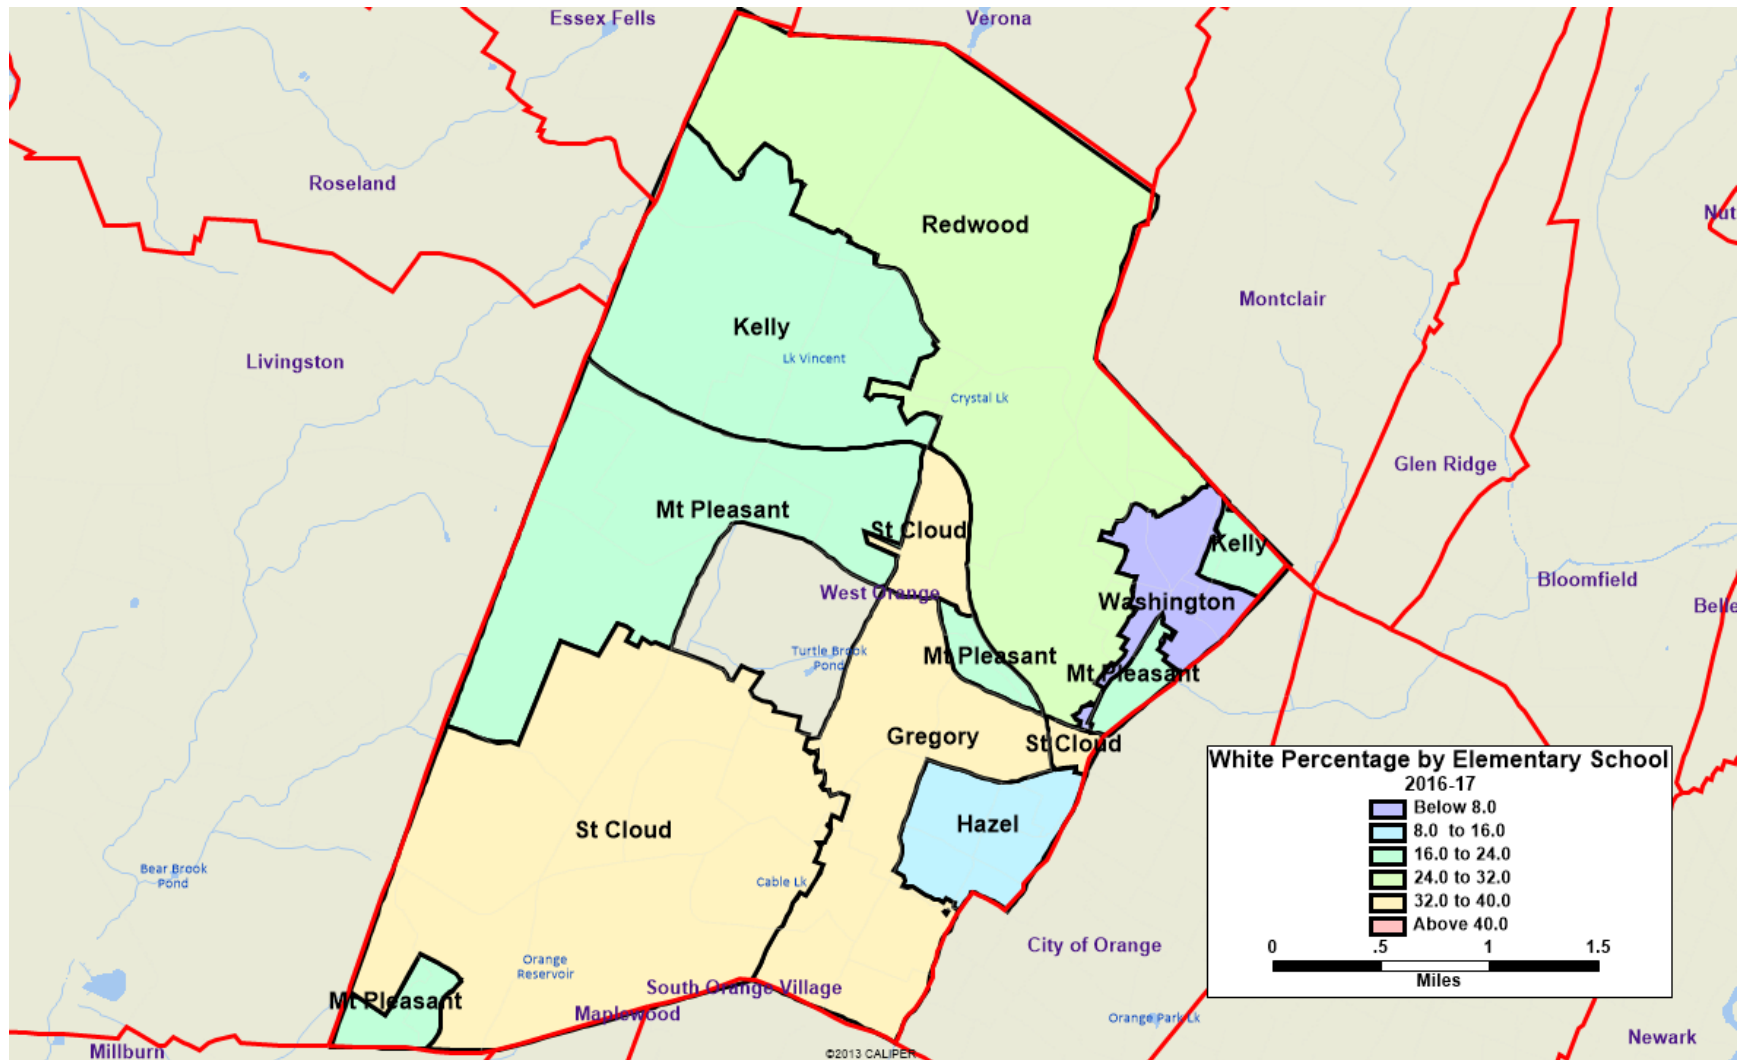 Essex Fells
Verona
Roseland
Nut
Redwood
Montclair
Kelly
Lk Vincent
Livingston
Crystal Lk
Glen Ridge
Mt Pleasant
St Cloud
Kelly
Bloomfield
West Orange
Washington
Belle
Turtle Brook
Pond
Mt Pleasant
Mt Pleasant
Gregory
St Cloud
White Percentage by Elementary School
2016-17
Below 8.0
8.0 to 16.0
16.0 to 24.0
24.0 to 32.0
32.0 to 40.0
Above 40.0
0 .5 1 1.5
Miles
St Cloud
Hazel
Bear Brook
Pond
Cable Lk
City of Orange
Orange
Reservoir
Mt Pleasant
South Orange Village
Maplewood
Orange Park Lk
Newark
Millburn
©2013 CALIPER